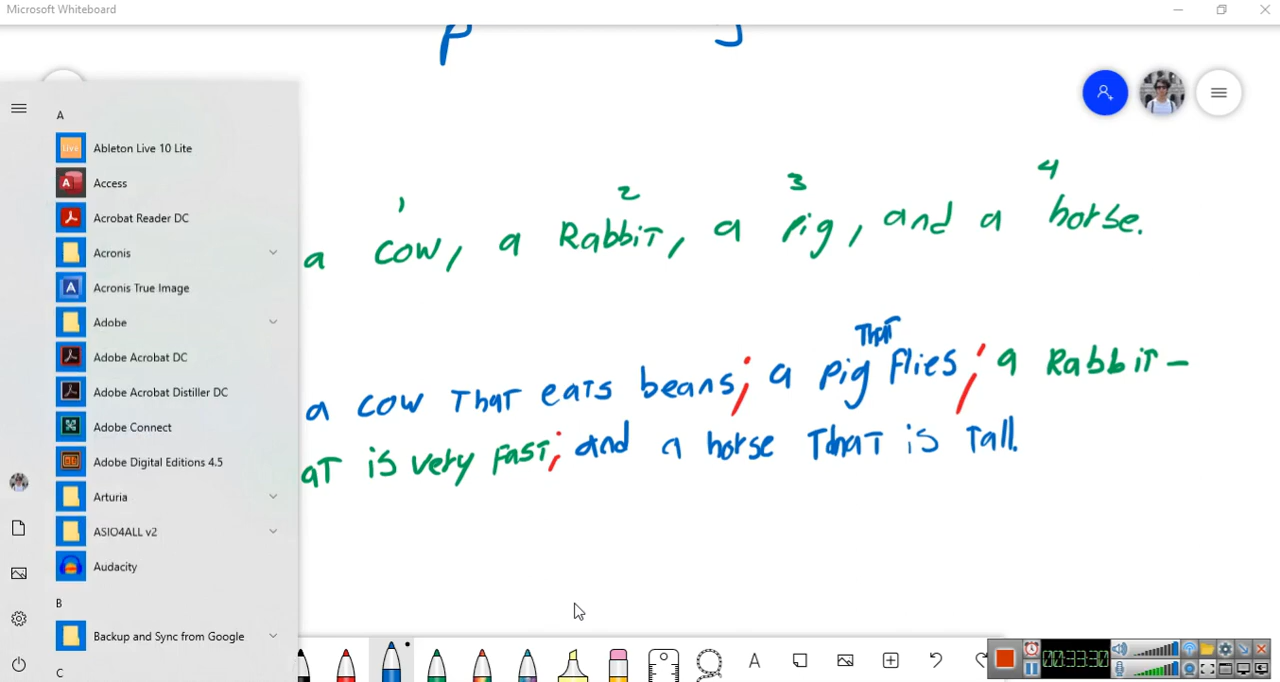 Microsoft Whiteboard
A
Ableton Live 10 Lite
Access
Acrobat Reader DC
Acronis
Acronis True Image
Adobe
Adobe Acrobat DC
Adobe Acrobat Distiller DC
Adobe Connect
Adobe Digital Editions 4.5
Arturia
ASIO4ALL v2
Audacity
B
Backup and Sync from Google
C
1 2 3 4
a cow, a Rabbit, a pig, and a horse.
THAT
a cow THAT eats beans; a pig flies; a Rabbit-
aT is very FAST; and a horse THAT is Tall.
A
00:33:30